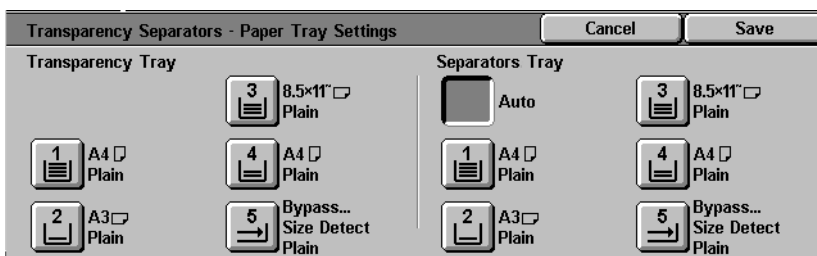 Transparency Separators - Paper Tray Settings
Cancel
Save
Transparency Tray
3
8.5×11"
Plain
1
A4
Plain
4
A4
Plain
2
A3
Plain
5
Bypass...
Size Detect
Plain
Separators Tray
Auto
3
8.5×11"
Plain
1
A4
Plain
4
A4
Plain
2
A3
Plain
5
Bypass...
Size Detect
Plain